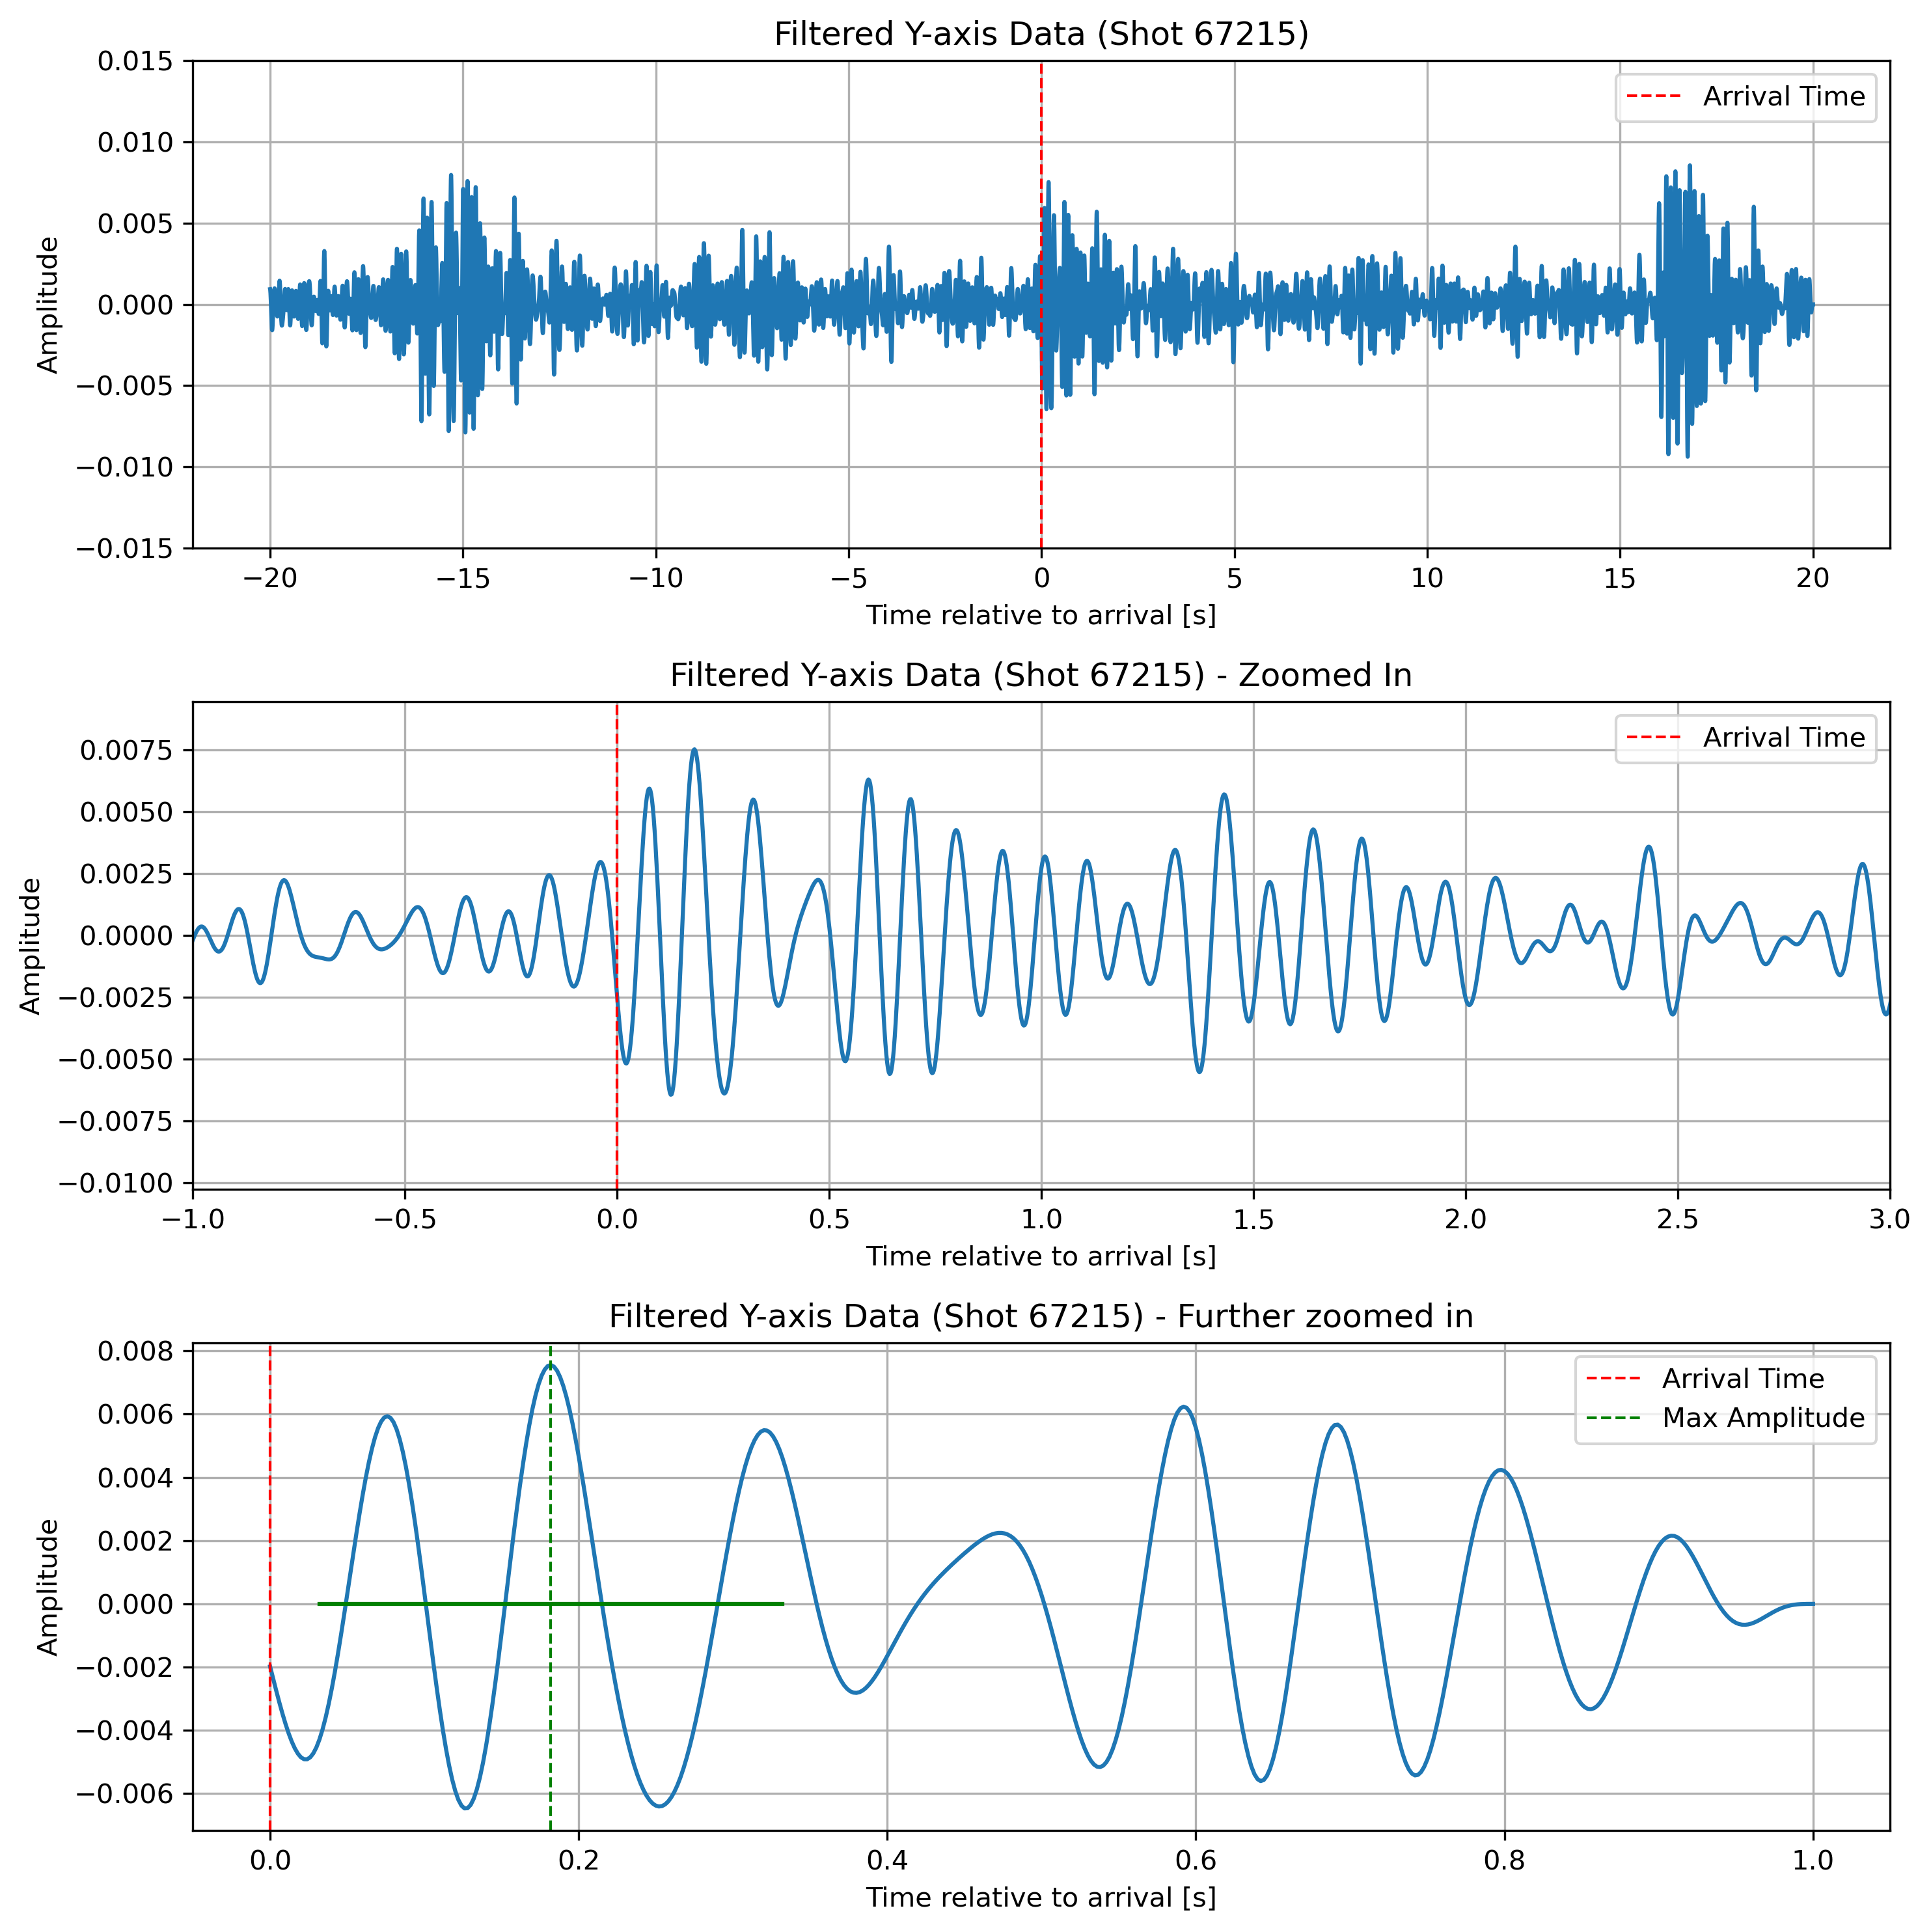 Filtered Y-axis Data (Shot 67215)
0.015
0.010
0.005
0.000
−0.005
−0.010
−0.015
Amplitude
Arrival Time
−20 −15 −10 −5 0 5 10 15 20
Time relative to arrival [s]
Filtered Y-axis Data (Shot 67215) - Zoomed In
0.0075
0.0050
0.0025
0.0000
−0.0025
−0.0050
−0.0075
−0.0100
Amplitude
Arrival Time
−1.0 −0.5 0.0 0.5 1.0 1.5 2.0 2.5 3.0
Time relative to arrival [s]
Filtered Y-axis Data (Shot 67215) - Further zoomed in
0.008
0.006
0.004
0.002
0.000
−0.002
−0.004
−0.006
Amplitude
Arrival Time
Max Amplitude
0.0 0.2 0.4 0.6 0.8 1.0
Time relative to arrival [s]